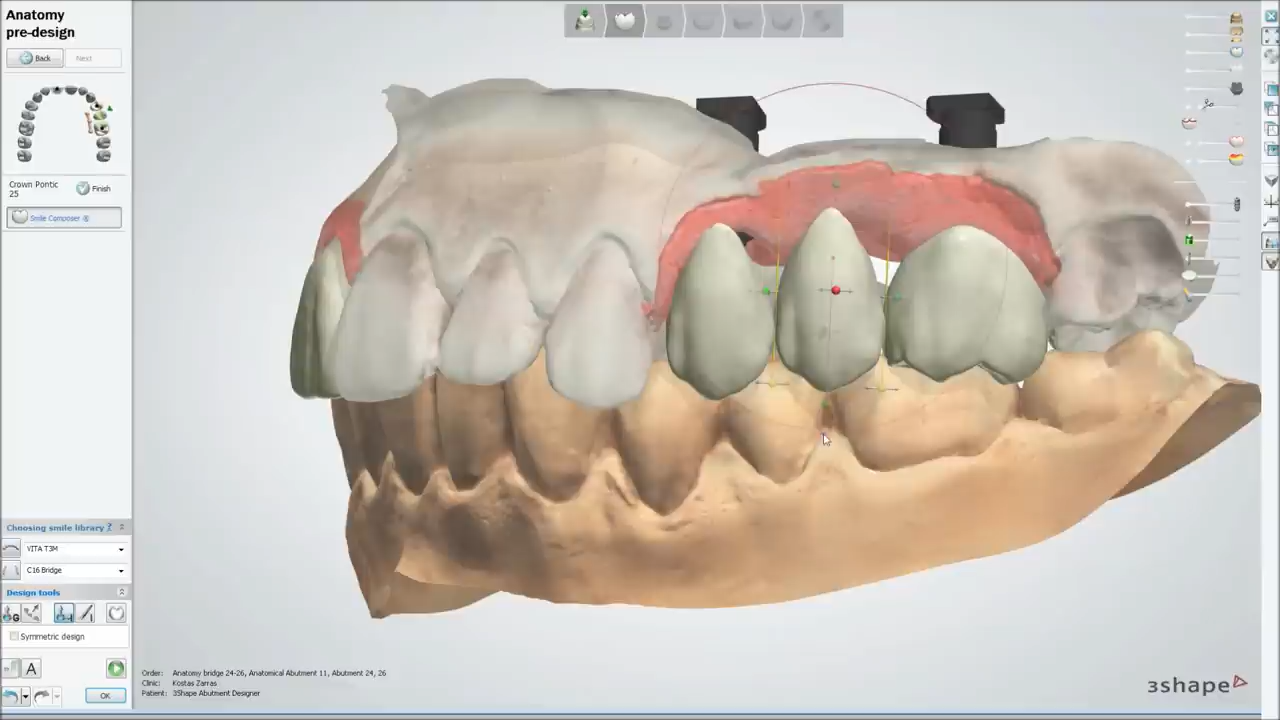 Anatomy
pre-design
Back Next
Crown Pontic
25
Finish
Smile Composer ®
Choosing smile library ?
VITA T3M
C16 Bridge
Design tools
Symmetric design
A
OK
Order: Anatomy bridge 24-26, Anatomical Abutment 11, Abutment 24, 26
Clinic: Kostas Zarras
Patient: 3Shape Abutment Designer
3shape